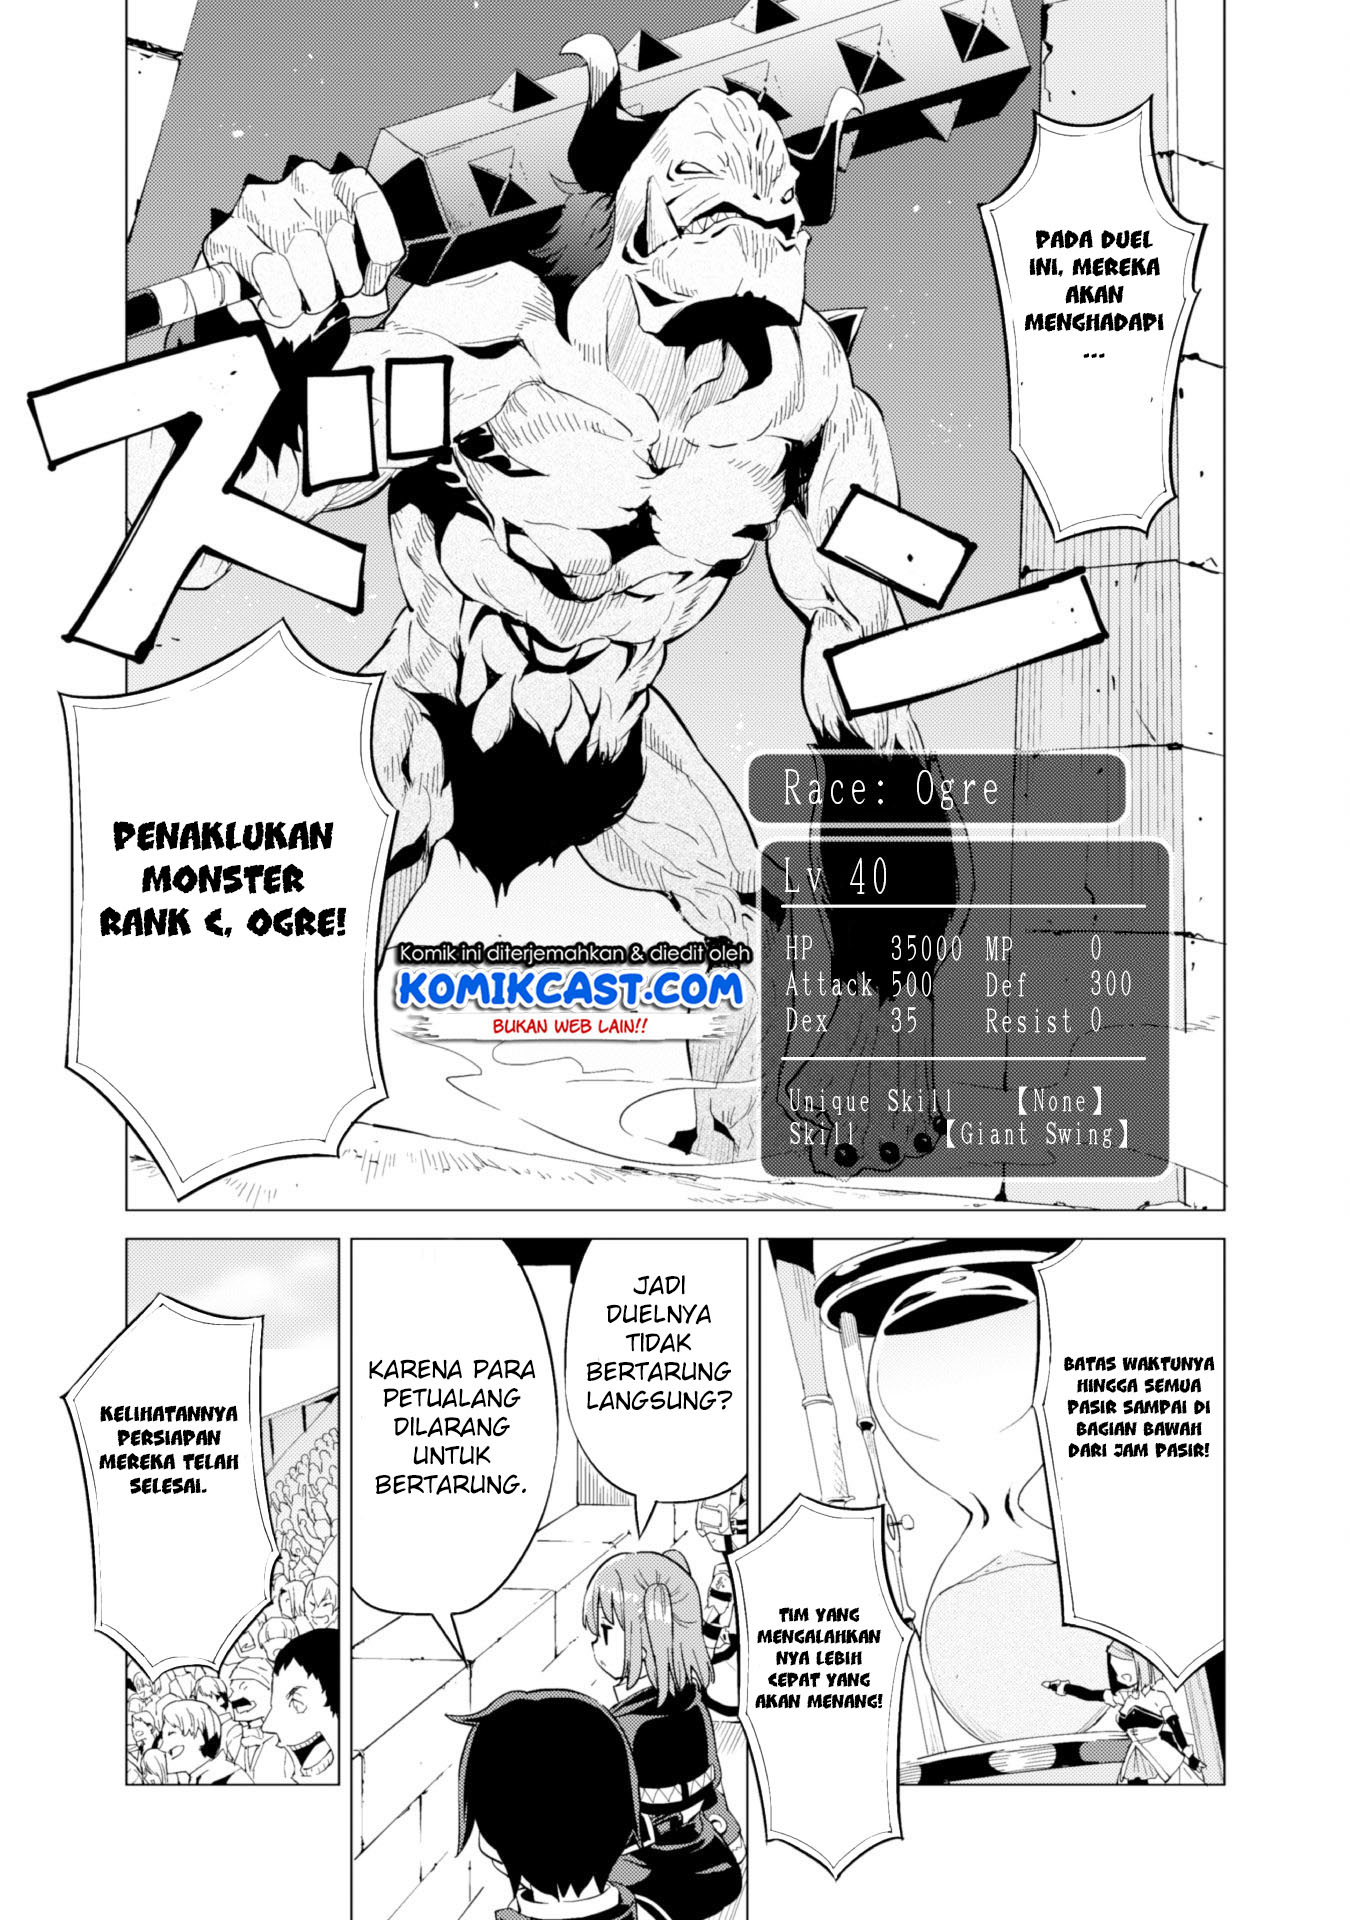 PADA DUEL
INI, MEREKA
AKAN
MENGHADAPI
...
ズズーン
PENAKLUKAN
MONSTER
RANK C, OGRE!
Race: Ogre
Lv 40
HP 35000 MP 0
Attack 500 Def 300
Dex 35 Resist 0
Unique Skill 【None】
Skill 【Giant Swing】
Komik ini diterjemahkan & diedit oleh
KOMIKCAST.COM
BUKAN WEB LAIN!!
BATAS WAKTUNYA
HINGGA SEMUA
PASIR SAMPAI DI
BAGIAN BAWAH
DARI JAM PASIR!
TIM YANG
MENGALAHKAN
NYA LEBIH
CEPAT YANG
AKAN MENANG!
JADI
DUELNYA
TIDAK
BERTARUNG
LANGSUNG?
KARENA PARA
PETUALANG
DILARANG
UNTUK
BERTARUNG.
KELIHATANNYA
PERSIAPAN
MEREKA TELAH
SELESAI.